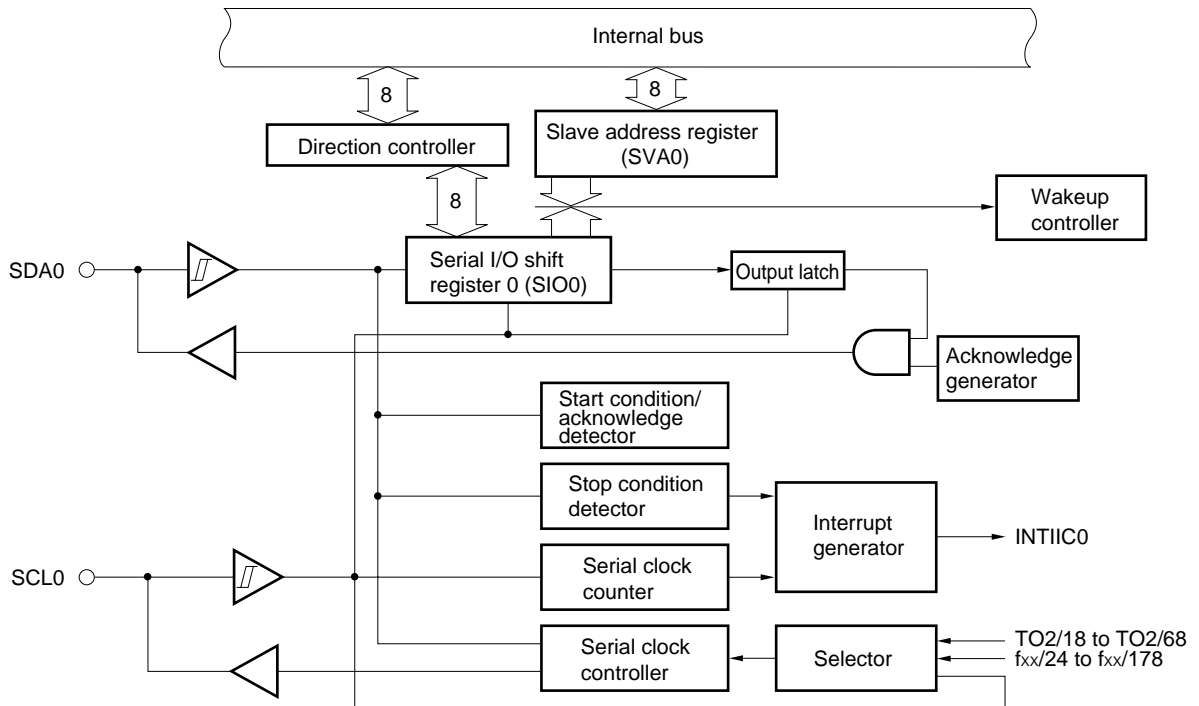 Internal bus
8
8
Direction controller
Slave address register
(SVA0)
8
Wakeup
controller
SDA0
Serial I/O shift
register 0 (SIO0)
Output latch
Acknowledge
generator
Start condition/
acknowledge
detector
Stop condition
detector
Interrupt
generator
INTIIC0
SCL0
Serial clock
counter
Serial clock
controller
Selector
TO2/18 to TO2/68
fxx/24 to fxx/178